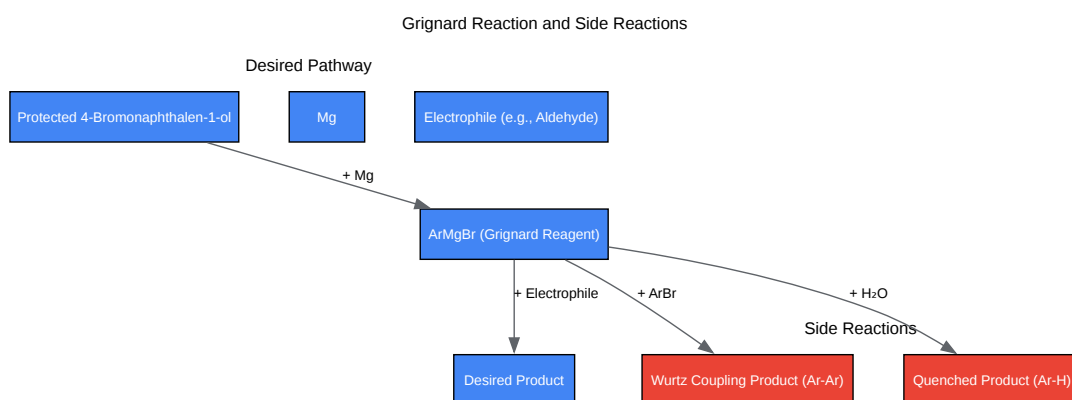 Grignard Reaction and Side Reactions
Desired Pathway
Protected 4-Bromonaphthalen-1-ol
Mg
Electrophile (e.g., Aldehyde)
+ Mg
ArMgBr (Grignard Reagent)
+ Electrophile
+ ArBr
+ H₂O
Side Reactions
Desired Product
Wurtz Coupling Product (Ar-Ar)
Quenched Product (Ar-H)